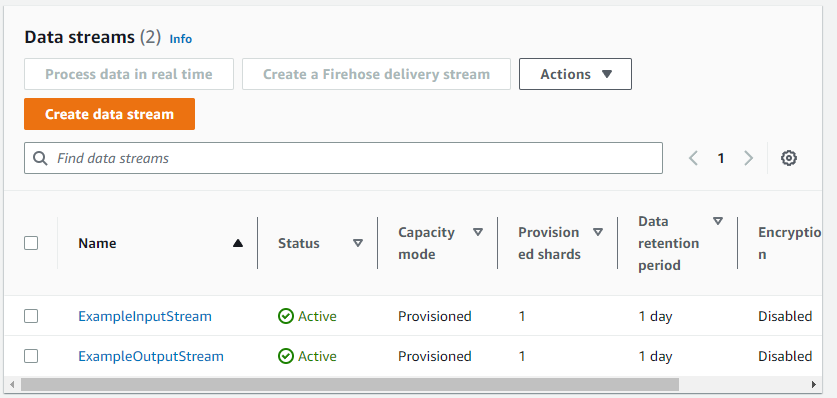 Data streams (2) Info
Process data in real time Create a Firehose delivery stream Actions
Create data stream
Find data streams 1
Name Status Capacity mode Provisioned shards Data retention period Encryption
ExampleInputStream Active Provisioned 1 1 day Disabled
ExampleOutputStream Active Provisioned 1 1 day Disabled